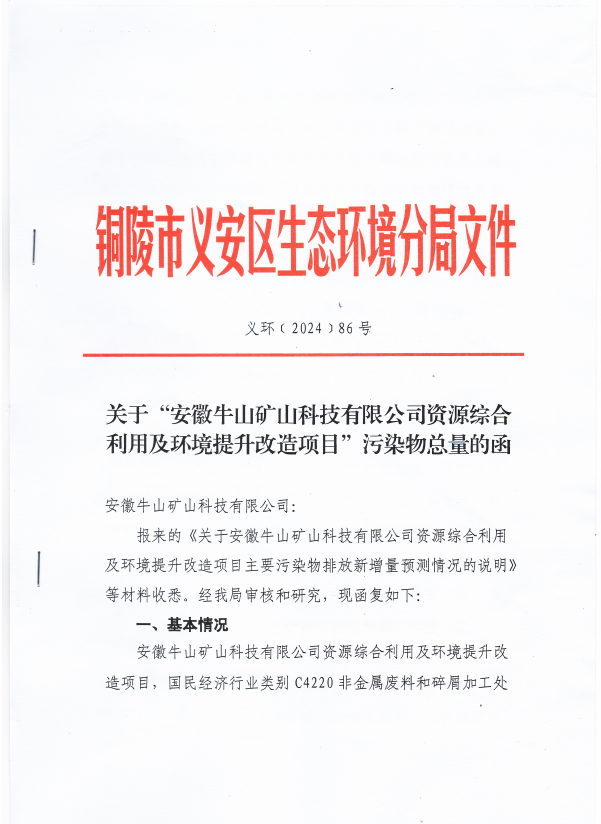 铜陵市义安区生态环境分局文件
义环﹝2024﹞86号
关于“安徽牛山矿山科技有限公司资源综合
利用及环境提升改造项目”污染物总量的函
安徽牛山矿山科技有限公司：
报来的《关于安徽牛山矿山科技有限公司资源综合利用
及环境提升改造项目主要污染物排放新增量预测情况的说明》
等材料收悉。经我局审核和研究，现函复如下：
一、基本情况
安徽牛山矿山科技有限公司资源综合利用及环境提升改
造项目，国民经济行业类别 C4220 非金属废料和碎屑加工处